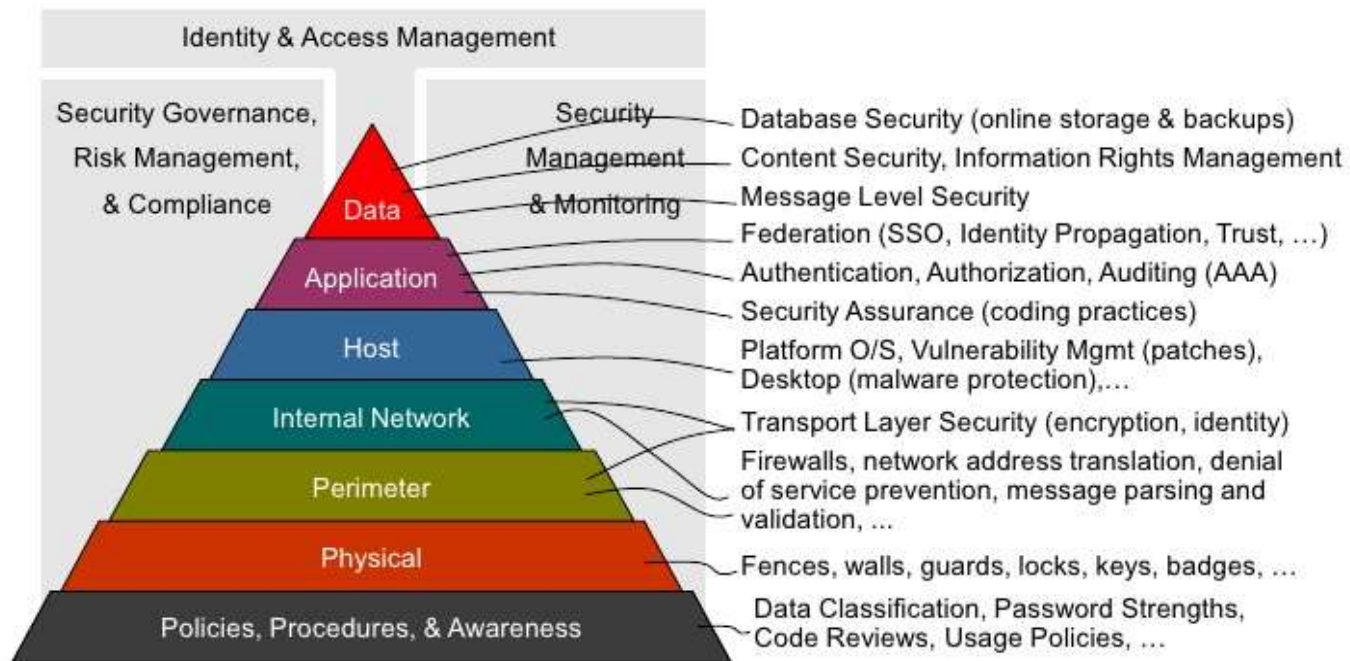 Identity & Access Management
Security Governance,
Risk Management,
& Compliance
Security
Management
& Monitoring
Data
Application
Host
Internal Network
Perimeter
Physical
Policies, Procedures, & Awareness
Database Security (online storage & backups)
Content Security, Information Rights Management
Message Level Security
Federation (SSO, Identity Propagation, Trust, …)
Authentication, Authorization, Auditing (AAA)
Security Assurance (coding practices)
Platform O/S, Vulnerability Mgmt (patches),
Desktop (malware protection),…
Transport Layer Security (encryption, identity)
Firewalls, network address translation, denial
of service prevention, message parsing and
validation, ...
Fences, walls, guards, locks, keys, badges, …
Data Classification, Password Strengths,
Code Reviews, Usage Policies, …